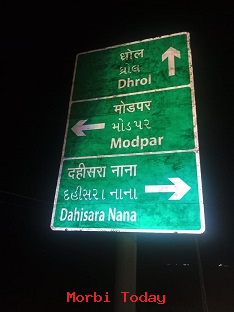 धोल
ધ્રોલ
Dhrol
मोडपर
મોડપર
Modpar
दहीसरा नाना
દહીસરા નાના
Dahisara Nana
Morbi Today